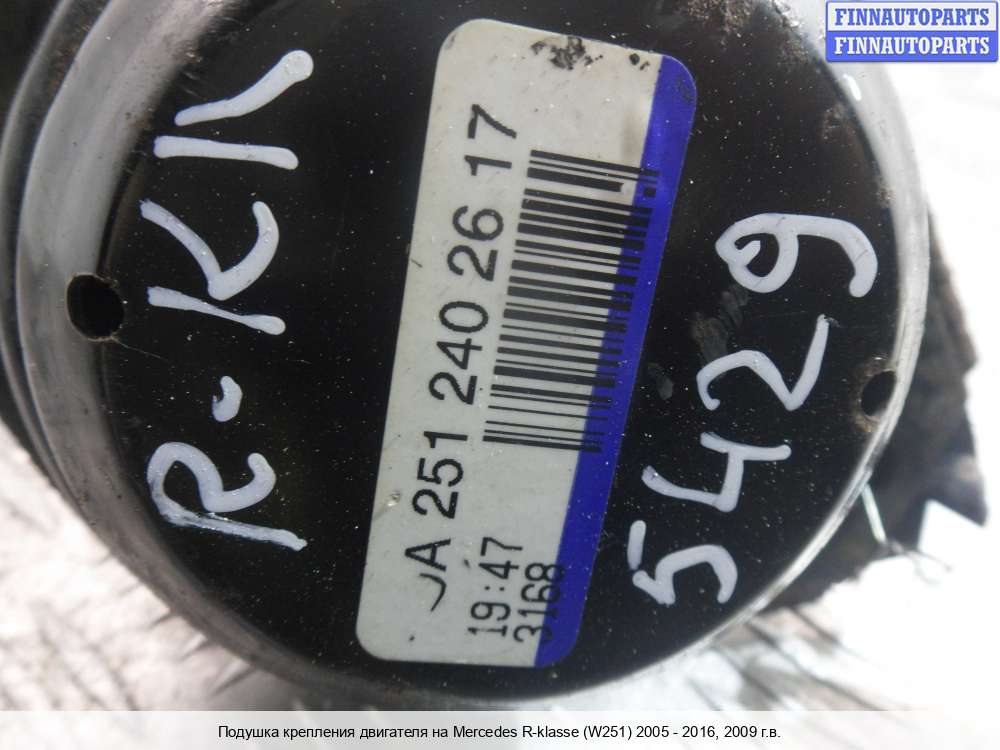 FINNAUTOPARTS
FINNAUTOPARTS
R-KK
A 251 240 26 17
19:47
3168
5429
Подушка крепления двигателя на Mercedes R-klasse (W251) 2005 - 2016, 2009 г.в.